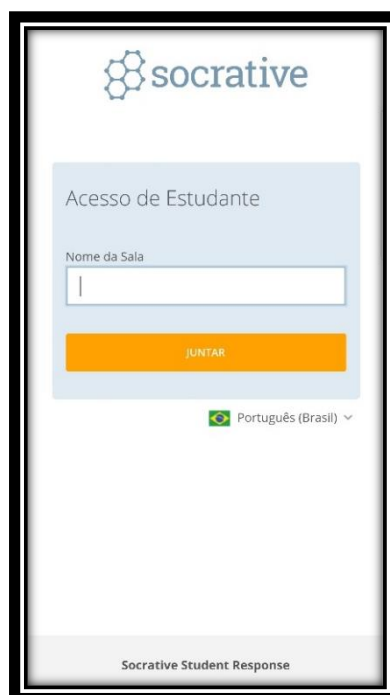 socrative
Acesso de Estudante
Nome da Sala
JUNTAR
Português (Brasil)
Socrative Student Response